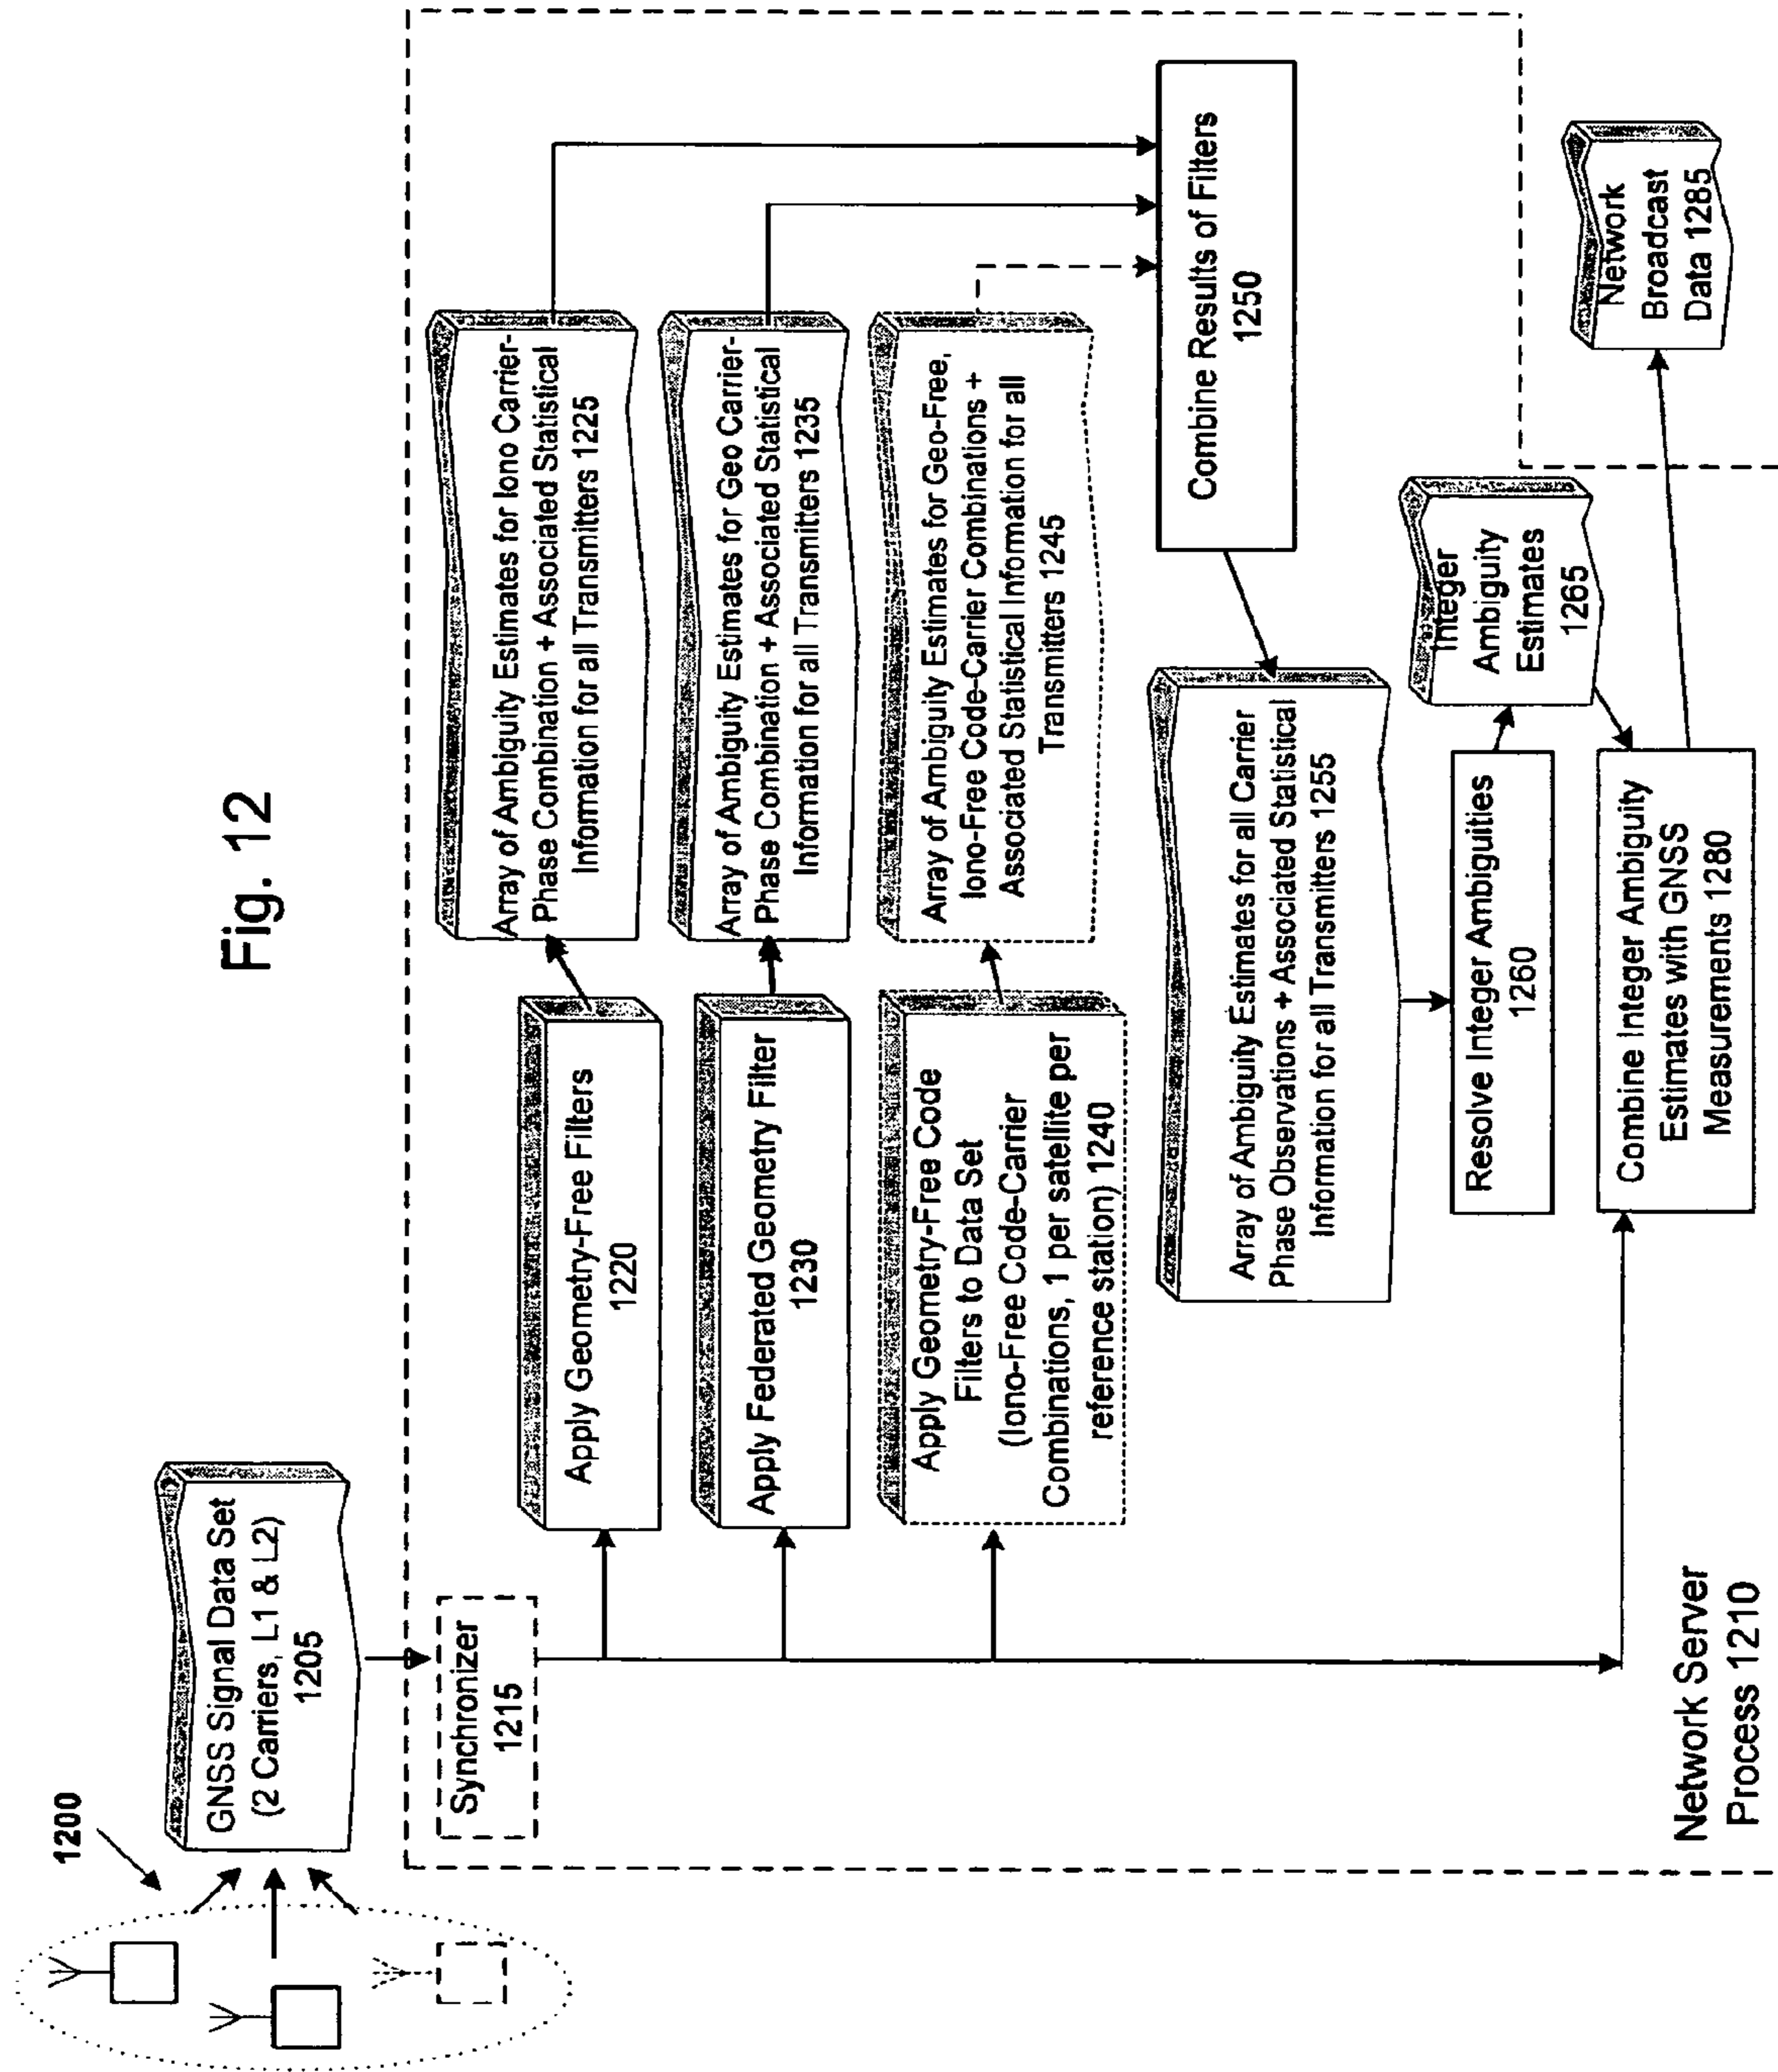 Fig. 12
1200
GNSS Signal Data Set
(2 Carriers, L1 & L2)
1205
Synchronizer
1215
Apply Geometry-Free Filters
1220
Array of Ambiguity Estimates for Iono Carrier-
Phase Combination + Associated Statistical
Information for all Transmitters 1225
Apply Federated Geometry Filter
1230
Array of Ambiguity Estimates for Geo Carrier-
Phase Combination + Associated Statistical
Information for all Transmitters 1235
Apply Geometry-Free Code
Filters to Data Set
(Iono-Free Code-Carrier
Combinations, 1 per satellite per
reference station) 1240
Array of Ambiguity Estimates for Geo-Free,
Iono-Free Code-Carrier Combinations +
Associated Statistical Information for all
Transmitters 1245
Combine Results of Filters
1250
Array of Ambiguity Estimates for all Carrier
Phase Observations + Associated Statistical
Information for all Transmitters 1255
Resolve Integer Ambiguities
1260
Integer
Ambiguity
Estimates
1265
Combine Integer Ambiguity
Estimates with GNSS
Measurements 1280
Network
Broadcast
Data 1285
Network Server
Process 1210